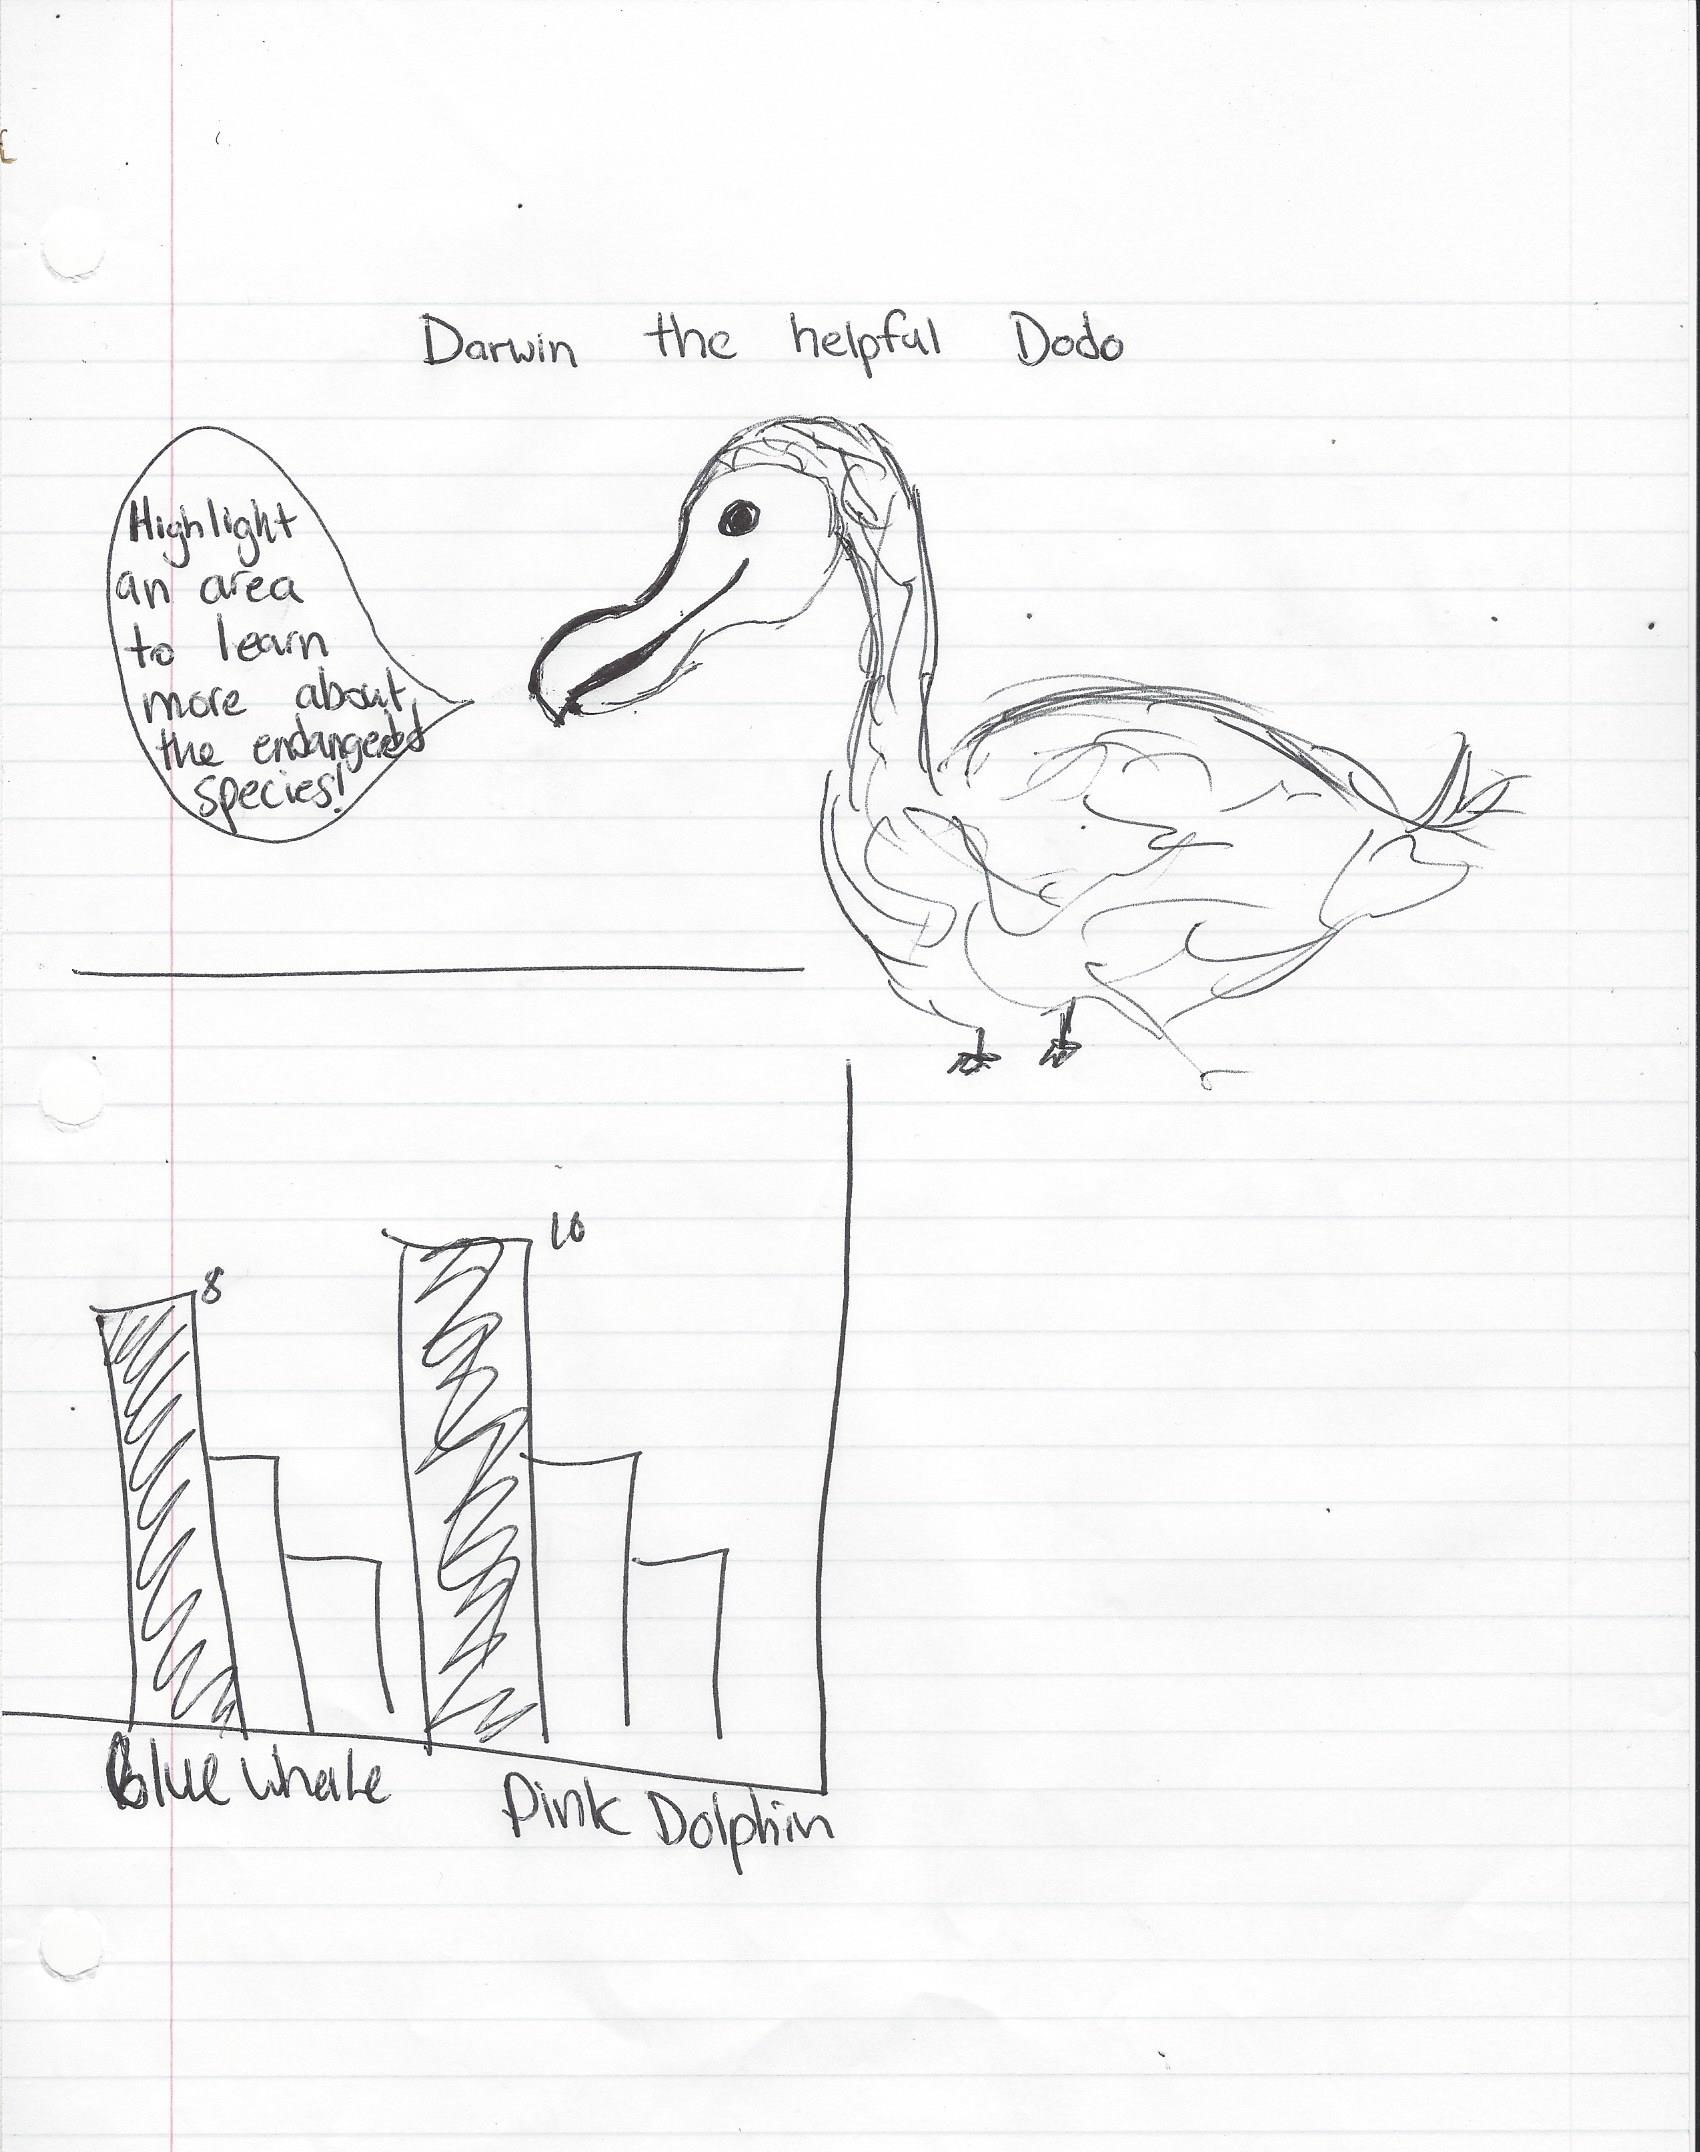 Darwin the helpful Dodo
Highlight
an area
to learn
more about
the endangered
species!
8
10
Blue Whale
Pink Dolphin